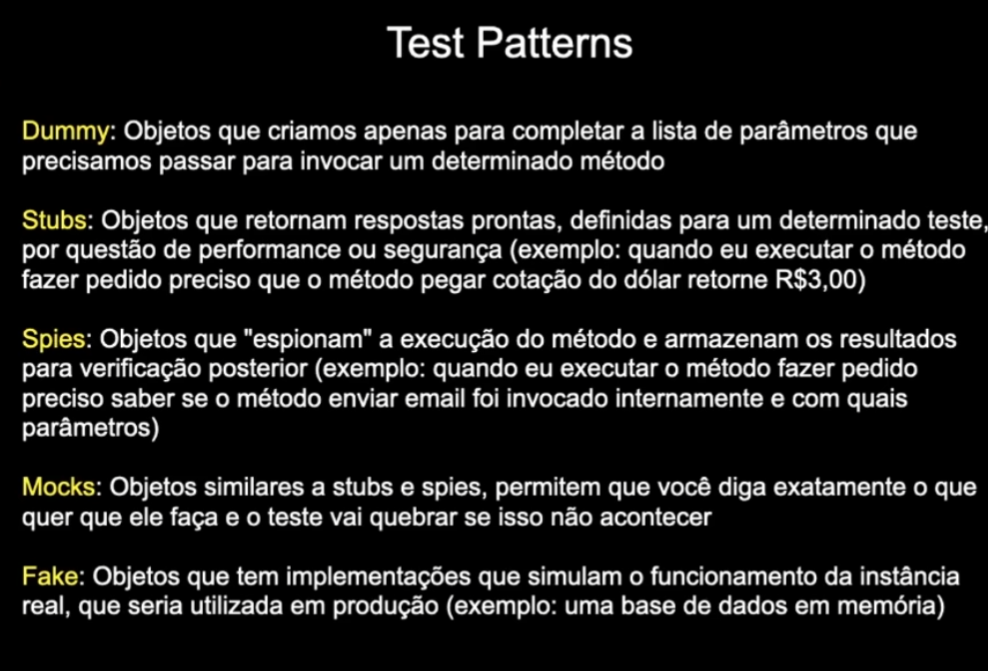 Test Patterns
Dummy: Objetos que criamos apenas para completar a lista de parâmetros que
precisamos passar para invocar um determinado método
Stubs: Objetos que retornam respostas prontas, definidas para um determinado teste,
por questão de performance ou segurança (exemplo: quando eu executar o método
fazer pedido preciso que o método pegar cotação do dólar retorne R$3,00)
Spies: Objetos que "espionam" a execução do método e armazenam os resultados
para verificação posterior (exemplo: quando eu executar o método fazer pedido
preciso saber se o método enviar email foi invocado internamente e com quais
parâmetros)
Mocks: Objetos similares a stubs e spies, permitem que você diga exatamente o que
quer que ele faça e o teste vai quebrar se isso não acontecer
Fake: Objetos que tem implementações que simulam o funcionamento da instância
real, que seria utilizada em produção (exemplo: uma base de dados em memória)